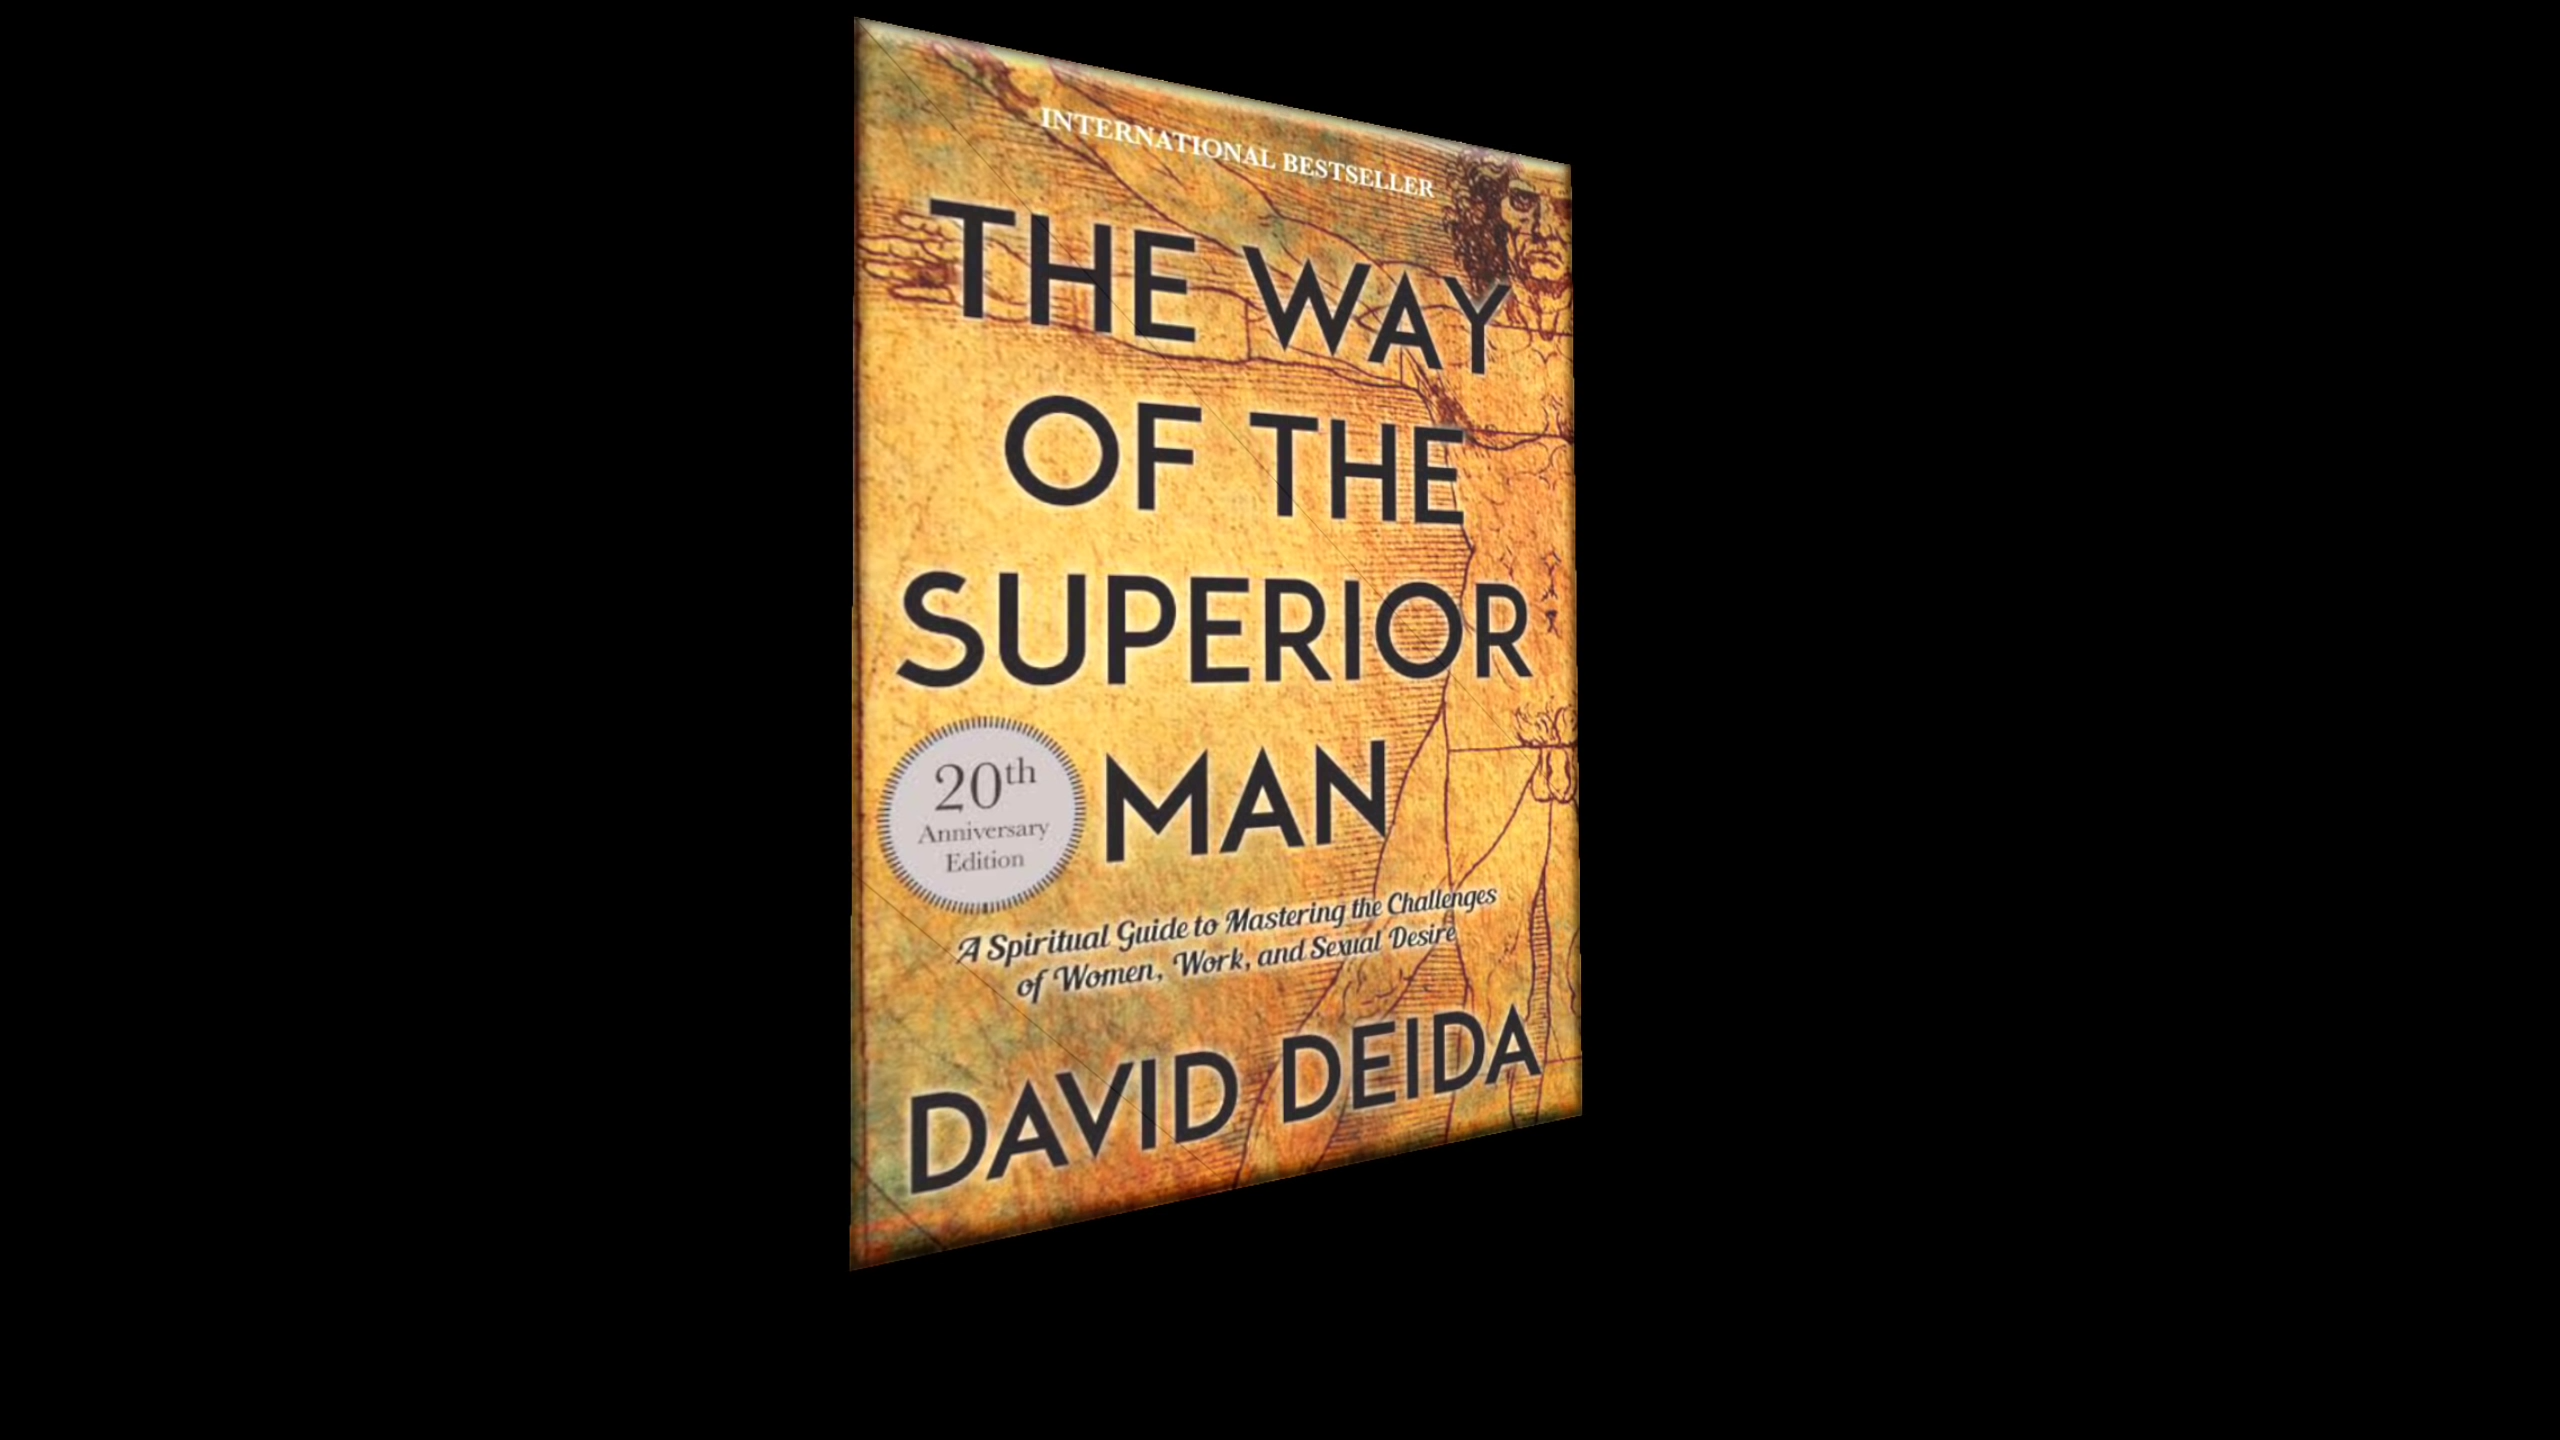 INTERNATIONAL BESTSELLER
THE WAY
OF THE
SUPERIOR
MAN
20th
Anniversary
Edition
A Spiritual Guide to Mastering the Challenges
of Women, Work, and Sexual Desire
DAVID DEIDA